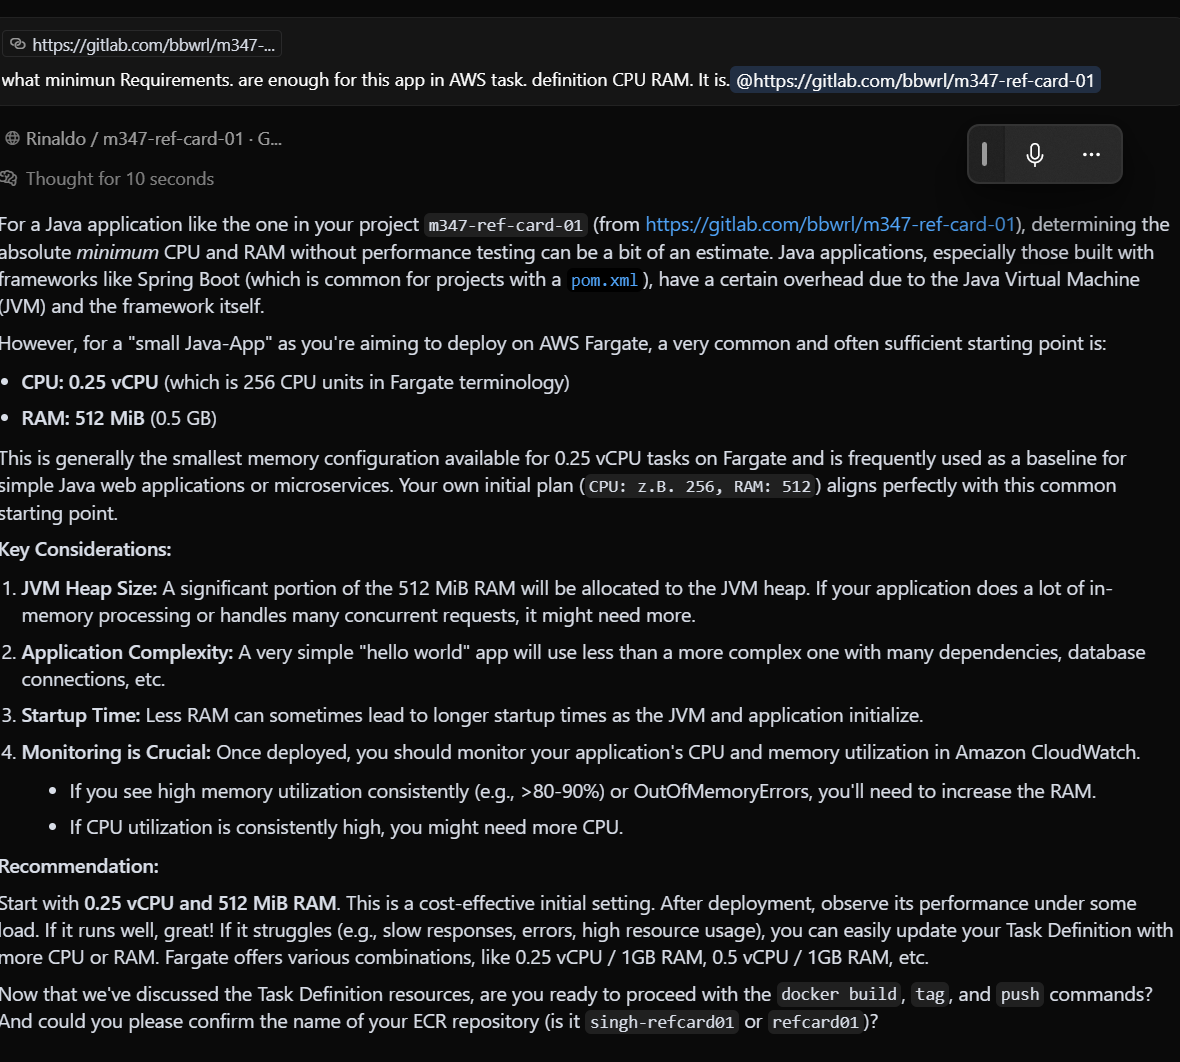 https://gitlab.com/bbwrl/m347-...
what minimun Requirements. are enough for this app in AWS task. definition CPU RAM. It is. @https://gitlab.com/bbwrl/m347-ref-card-01
Rinaldo / m347-ref-card-01 · G...
Thought for 10 seconds
For a Java application like the one in your project m347-ref-card-01 (from https://gitlab.com/bbwrl/m347-ref-card-01), determining the
absolute minimum CPU and RAM without performance testing can be a bit of an estimate. Java applications, especially those built with
frameworks like Spring Boot (which is common for projects with a pom.xml), have a certain overhead due to the Java Virtual Machine
(JVM) and the framework itself.
However, for a "small Java-App" as you're aiming to deploy on AWS Fargate, a very common and often sufficient starting point is:
• CPU: 0.25 vCPU (which is 256 CPU units in Fargate terminology)
• RAM: 512 MiB (0.5 GB)
This is generally the smallest memory configuration available for 0.25 vCPU tasks on Fargate and is frequently used as a baseline for
simple Java web applications or microservices. Your own initial plan (CPU: z.B. 256, RAM: 512) aligns perfectly with this common
starting point.
Key Considerations:
1. JVM Heap Size: A significant portion of the 512 MiB RAM will be allocated to the JVM heap. If your application does a lot of in-
memory processing or handles many concurrent requests, it might need more.
2. Application Complexity: A very simple "hello world" app will use less than a more complex one with many dependencies, database
connections, etc.
3. Startup Time: Less RAM can sometimes lead to longer startup times as the JVM and application initialize.
4. Monitoring is Crucial: Once deployed, you should monitor your application's CPU and memory utilization in Amazon CloudWatch.
• If you see high memory utilization consistently (e.g., >80-90%) or OutOfMemoryErrors, you'll need to increase the RAM.
• If CPU utilization is consistently high, you might need more CPU.
Recommendation:
Start with 0.25 vCPU and 512 MiB RAM. This is a cost-effective initial setting. After deployment, observe its performance under some
load. If it runs well, great! If it struggles (e.g., slow responses, errors, high resource usage), you can easily update your Task Definition with
more CPU or RAM. Fargate offers various combinations, like 0.25 vCPU / 1GB RAM, 0.5 vCPU / 1GB RAM, etc.
Now that we've discussed the Task Definition resources, are you ready to proceed with the docker build, tag, and push commands?
And could you please confirm the name of your ECR repository (is it singh-refcard01 or refcard01)?